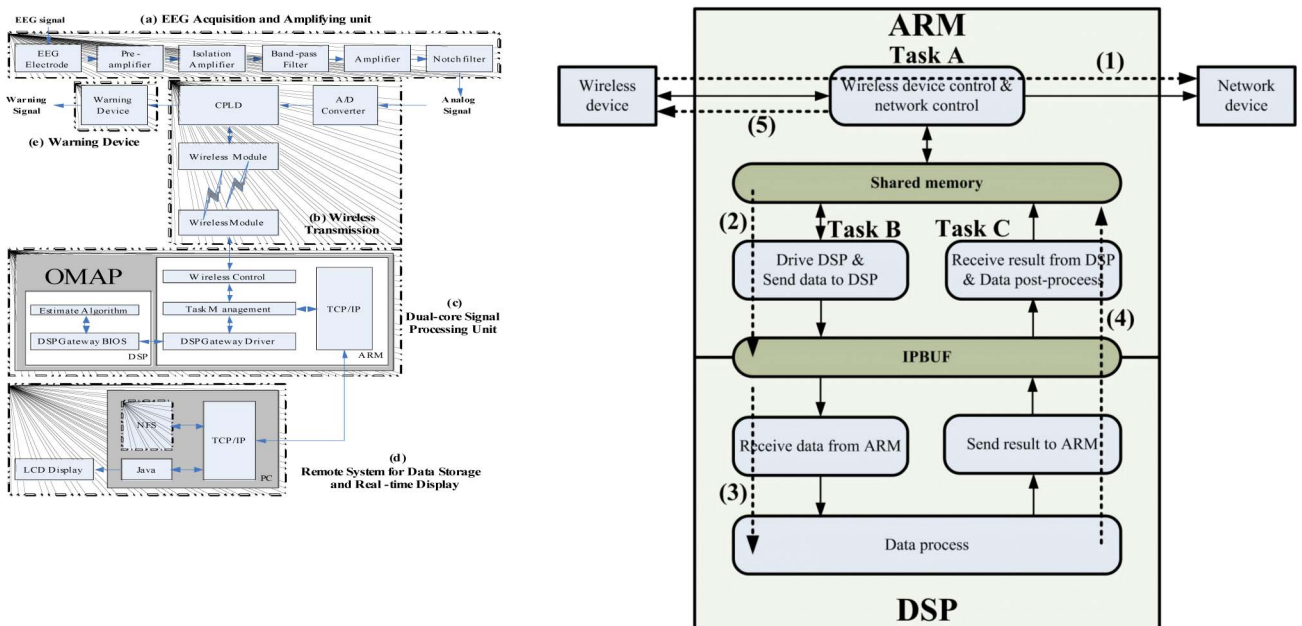 EEG signal
(a) EEG Acquisition and Amplifying unit
EEG
Electrode
Pre-
amplifier
Isolation
Amplifier
Band-pass
Filter
Amplifier
Notch filter
Warning
Signal
Warning
Device
CPLD
A/D
Converter
Analog
Signal
(e) Warning Device
Wireless Module
Wireless Module
(b) Wireless
Transmission
OMAP
Estimate Algorithm
DSP Gateway BIOS
DSP
Wireless Control
Task Management
DSP Gateway Driver
TCP/IP
ARM
(c)
Dual-core Signal
Processing Unit
NFS
TCP/IP
LCD Display
Java
PC
(d)
Remote System for Data Storage
and Real -time Display
ARM
Task A
Wireless
device
Wireless device control &
network control
Network
device
(1)
(5)
Shared memory
(2)
Task B
Task C
Drive DSP &
Send data to DSP
Receive result from DSP
& Data post-proceess
(4)
IPBUF
Receive data from ARM
Send result to ARM
(3)
Data process
DSP